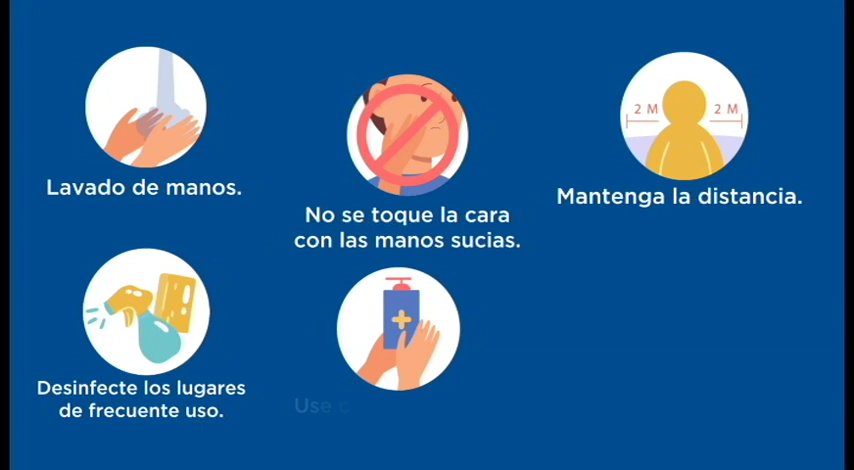 2 M 2 M
Lavado de manos.
No se toque la cara
con las manos sucias.
Mantenga la distancia.
Desinfecte los lugares
de frecuente uso.
Use